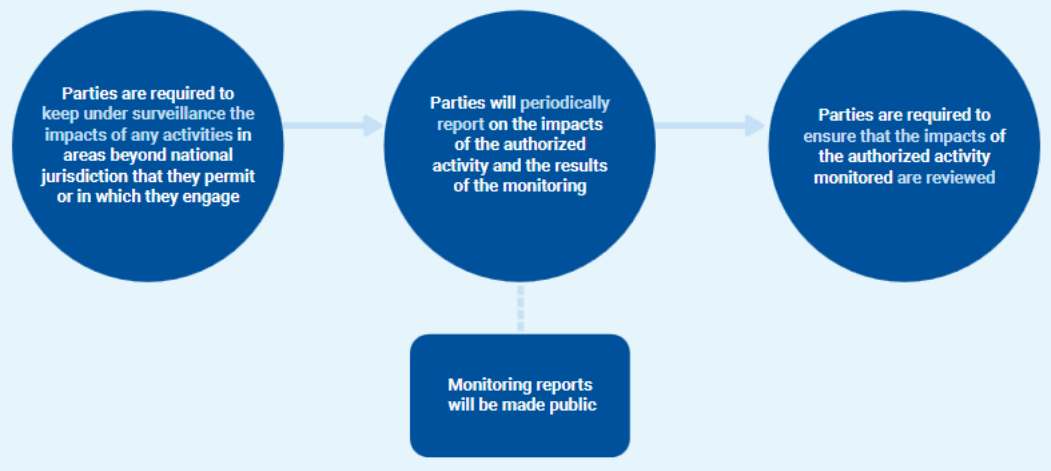 Parties are required to
keep under surveillance the
impacts of any activities in
areas beyond national
jurisdiction that they permit
or in which they engage
Parties will periodically
report on the impacts
of the authorized
activity and the results
of the monitoring
Parties are required to
ensure that the impacts of
the authorized activity
monitored are reviewed
Monitoring reports
will be made public